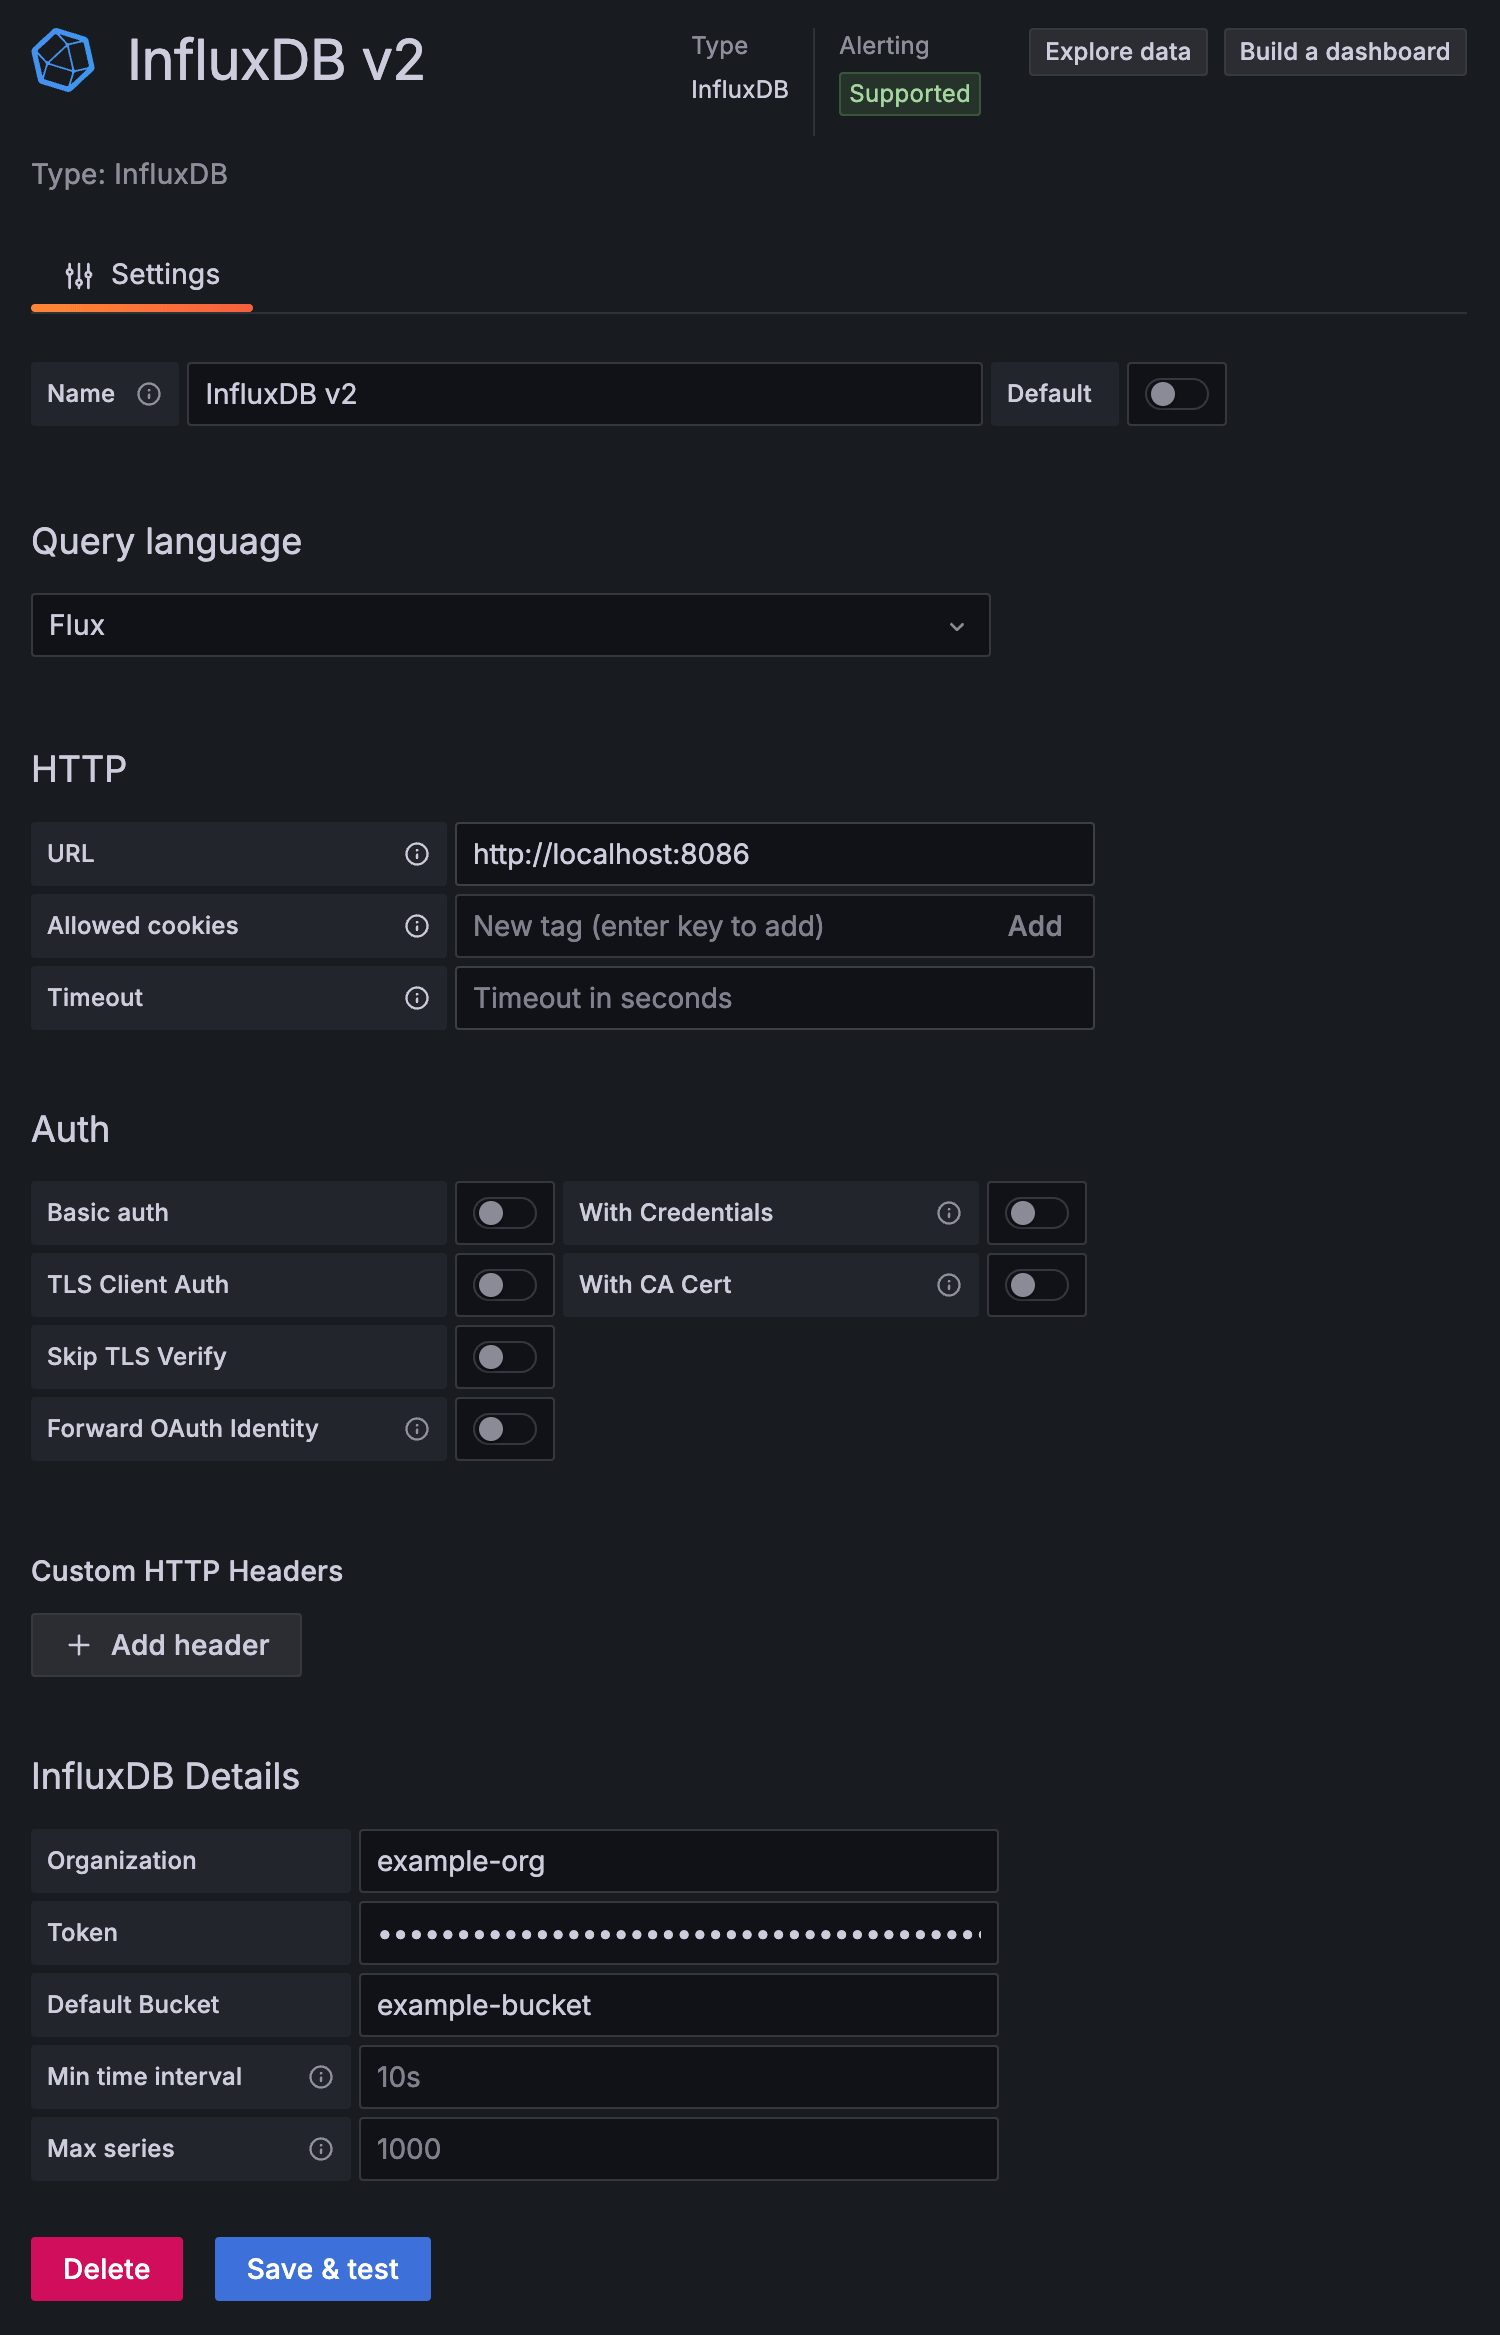 InfluxDB v2
Type
InfluxDB
Alerting
Supported
Explore data
Build a dashboard
Type: InfluxDB
Settings
Name
InfluxDB v2
Default
Query language
Flux
HTTP
URL
http://localhost:8086
Allowed cookies
New tag (enter key to add)
Add
Timeout
Timeout in seconds
Auth
Basic auth
With Credentials
TLS Client Auth
With CA Cert
Skip TLS Verify
Forward OAuth Identity
Custom HTTP Headers
+ Add header
InfluxDB Details
Organization
example-org
Token
Default Bucket
example-bucket
Min time interval
10s
Max series
1000
Delete
Save & test